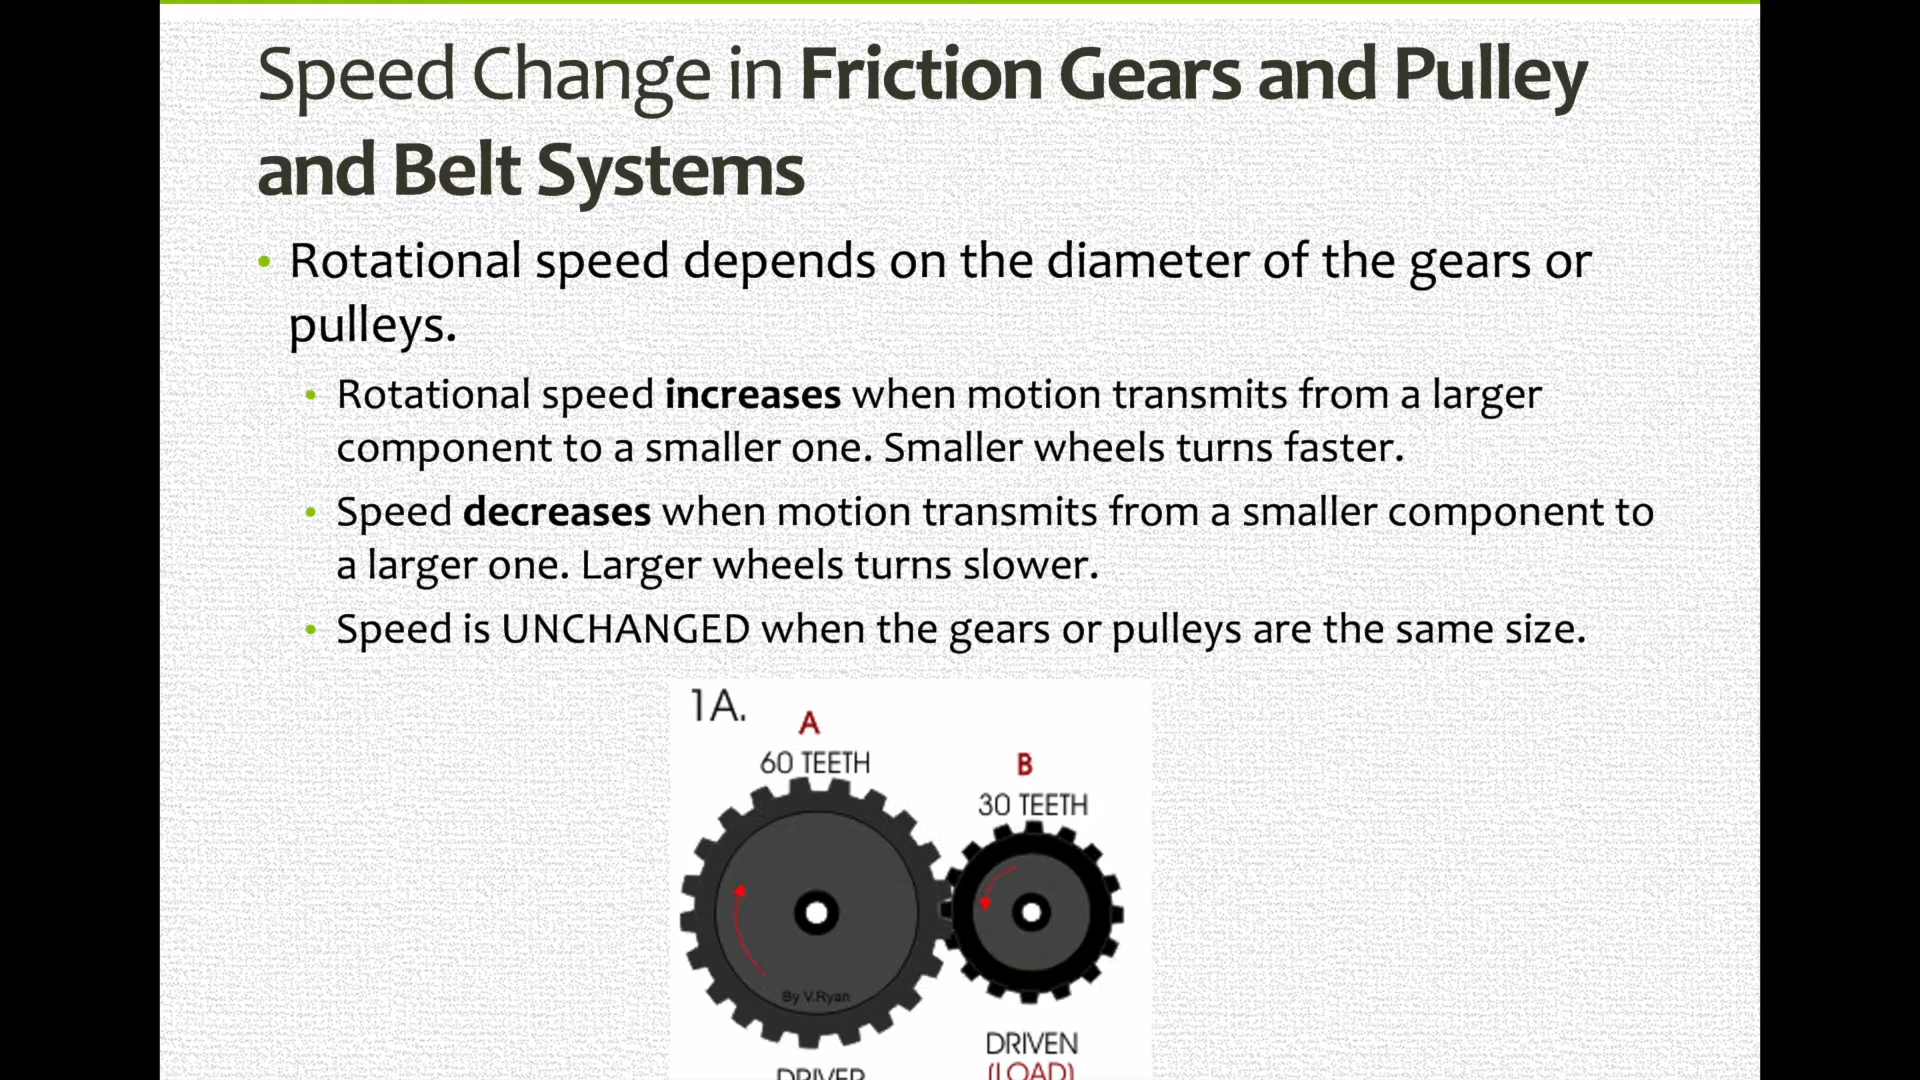 Speed Change in Friction Gears and Pulley
and Belt Systems
• Rotational speed depends on the diameter of the gears or
pulleys.
• Rotational speed increases when motion transmits from a larger
component to a smaller one. Smaller wheels turns faster.
• Speed decreases when motion transmits from a smaller component to
a larger one. Larger wheels turns slower.
• Speed is UNCHANGED when the gears or pulleys are the same size.
1A.
A
60 TEETH
B
30 TEETH
By V.Ryan
DRIVEN
(LOAD)
DRIVER